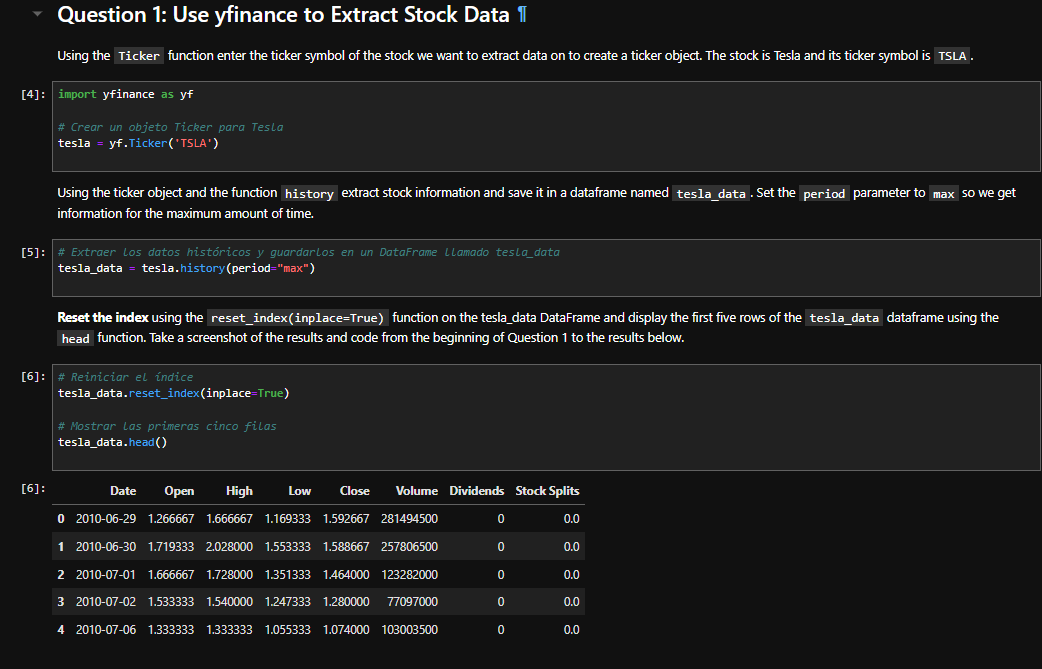 Question 1: Use yfinance to Extract Stock Data ¶
Using the Ticker function enter the ticker symbol of the stock we want to extract data on to create a ticker object. The stock is Tesla and its ticker symbol is TSLA.
[4]: import yfinance as yf
# Crear un objeto Ticker para Tesla
tesla = yf.Ticker('TSLA')
Using the ticker object and the function history extract stock information and save it in a dataframe named tesla_data. Set the period parameter to max so we get
information for the maximum amount of time.
[5]: # Extraer los datos históricos y guardarlos en un DataFrame llamado tesla_data
tesla_data = tesla.history(period="max")
Reset the index using the reset_index(inplace=True) function on the tesla_data DataFrame and display the first five rows of the tesla_data dataframe using the
head function. Take a screenshot of the results and code from the beginning of Question 1 to the results below.
[6]: # Reiniciar el índice
tesla_data.reset_index(inplace=True)
# Mostrar las primeras cinco filas
tesla_data.head()
[6]: Date Open High Low Close Volume Dividends Stock Splits
0 2010-06-29 1.266667 1.666667 1.169333 1.592667 281494500 0 0.0
1 2010-06-30 1.719333 2.028000 1.553333 1.588667 257806500 0 0.0
2 2010-07-01 1.666667 1.728000 1.351333 1.464000 123282000 0 0.0
3 2010-07-02 1.533333 1.540000 1.247333 1.280000 77097000 0 0.0
4 2010-07-06 1.333333 1.333333 1.055333 1.074000 103003500 0 0.0